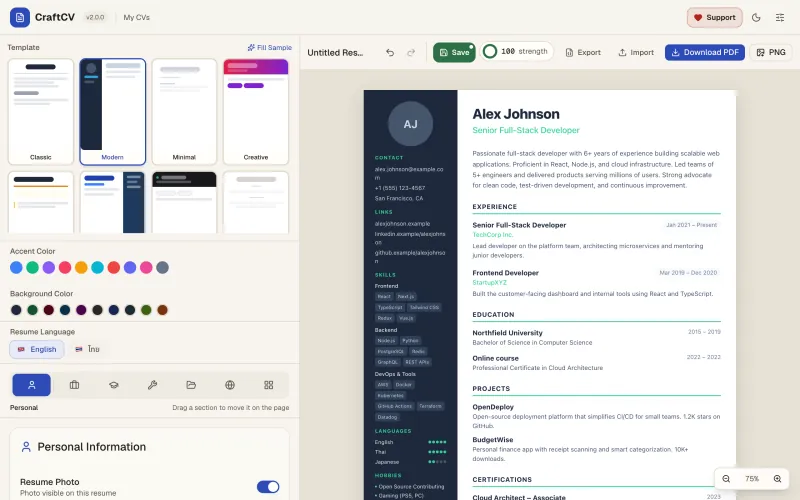 CraftCV
v2.0.0
My CVs
Support
Template
Fill Sample
Classic
Modern
Minimal
Creative
Accent Color
Background Color
Resume Language
English
ไทย
Personal
Drag a section to move it on the page
Personal Information
Resume Photo
Photo visible on this resume
Untitled Res...
Save
100 strength
Export
Import
Download PDF
PNG
AJ
CONTACT
alex.johnson@example.co
m
+1 (555) 123-4567
San Francisco, CA
LINKS
alexjohnson.example
linkedin.example/alexjohns
on
github.example/alexjohnso
n
SKILLS
Frontend
React
Next.js
TypeScript
Tailwind CSS
Redux
Vue.js
Backend
Node.js
Python
PostgreSQL
Redis
GraphQL
REST APIs
DevOps & Tools
AWS
Docker
Kubernetes
GitHub Actions
Terraform
Datadog
LANGUAGES
English
Thai
Japanese
HOBBIES
• Open Source Contributing
• Gaming (PS5, PC)
Alex Johnson
Senior Full-Stack Developer
Passionate full-stack developer with 6+ years of experience building scalable web
applications. Proficient in React, Node.js, and cloud infrastructure. Led teams of
5+ engineers and delivered products serving millions of users. Strong advocate
for clean code, test-driven development, and continuous improvement.
EXPERIENCE
Senior Full-Stack Developer
Jan 2021 – Present
TechCorp Inc.
Lead developer on the platform team, architecting microservices and mentoring
junior developers.
Frontend Developer
Mar 2019 – Dec 2020
StartupXYZ
Built the customer-facing dashboard and internal tools using React and TypeScript.
EDUCATION
Northfield University
2015 – 2019
Bachelor of Science in Computer Science
Online course
2022 – 2022
Professional Certificate in Cloud Architecture
PROJECTS
OpenDeploy
Open-source deployment platform that simplifies CI/CD for small teams. 1.2K stars on
GitHub.
BudgetWise
Personal finance app with receipt scanning and smart categorization. 10K+
downloads.
CERTIFICATIONS
Cloud Architect – Associate
2023
75%